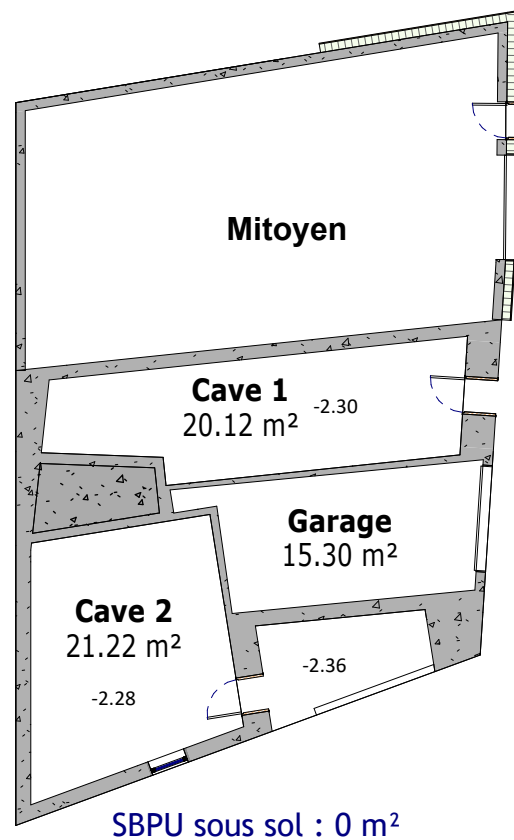 Mitoyen
Cave 1
20.12 m²
-2.30
Garage
15.30 m²
Cave 2
21.22 m²
-2.36
-2.28
SBPU sous sol : 0 m²